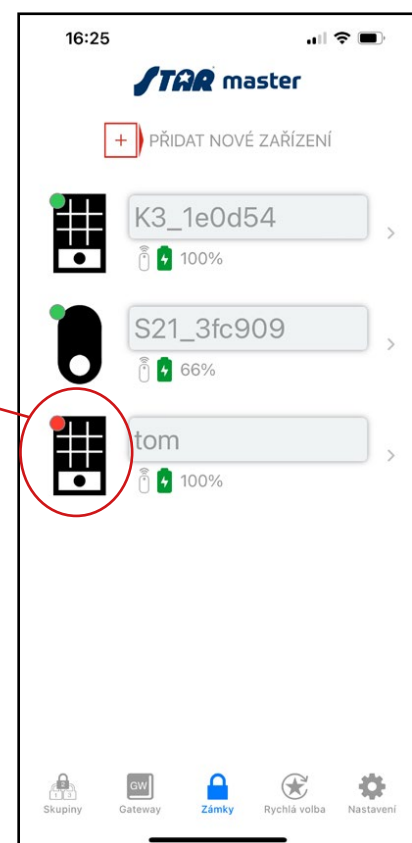 16:25
STAR master
+ PŘIDAT NOVÉ ZAŘÍZENÍ
K3_1e0d54
100%
S21_3fc909
66%
tom
100%
GW
Skupiny Gateway Zámky Rychlá volba Nastavení